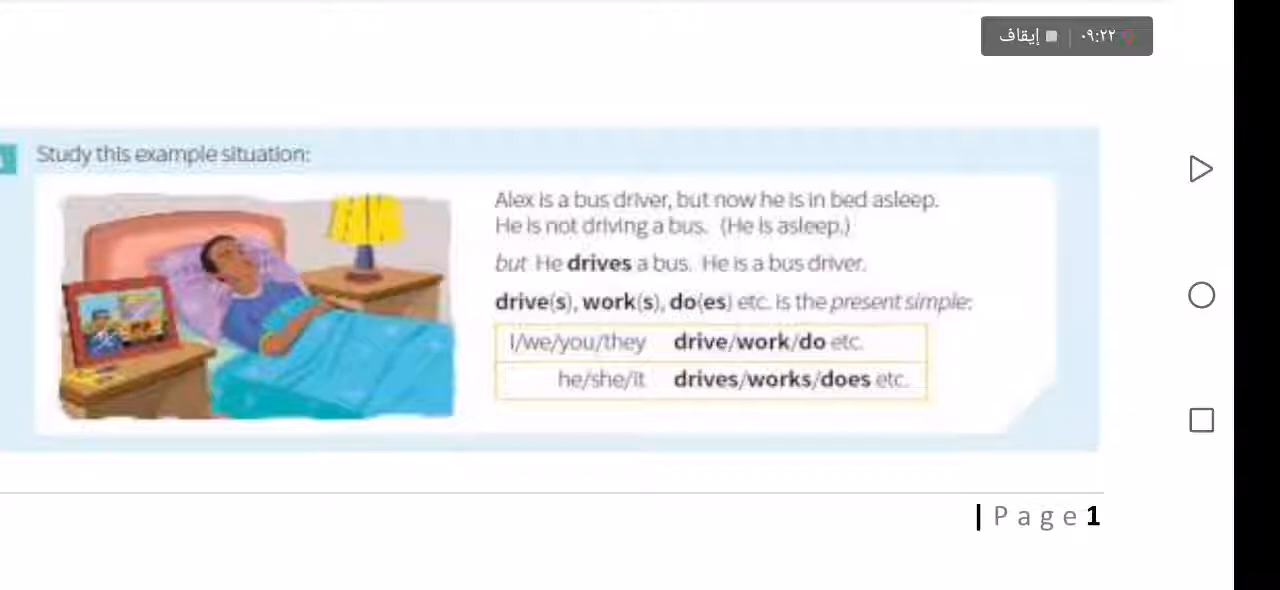 إيقاف ٠٩:٢٢
Study this example situation:
Alex is a bus driver, but now he is in bed asleep.
He is not driving a bus. (He is asleep.)
but He drives a bus. He is a bus driver.
drive(s), work(s), do(es) etc. is the present simple:
I/we/you/they drive/work/do etc.
he/she/it drives/works/does etc.
| Page 1